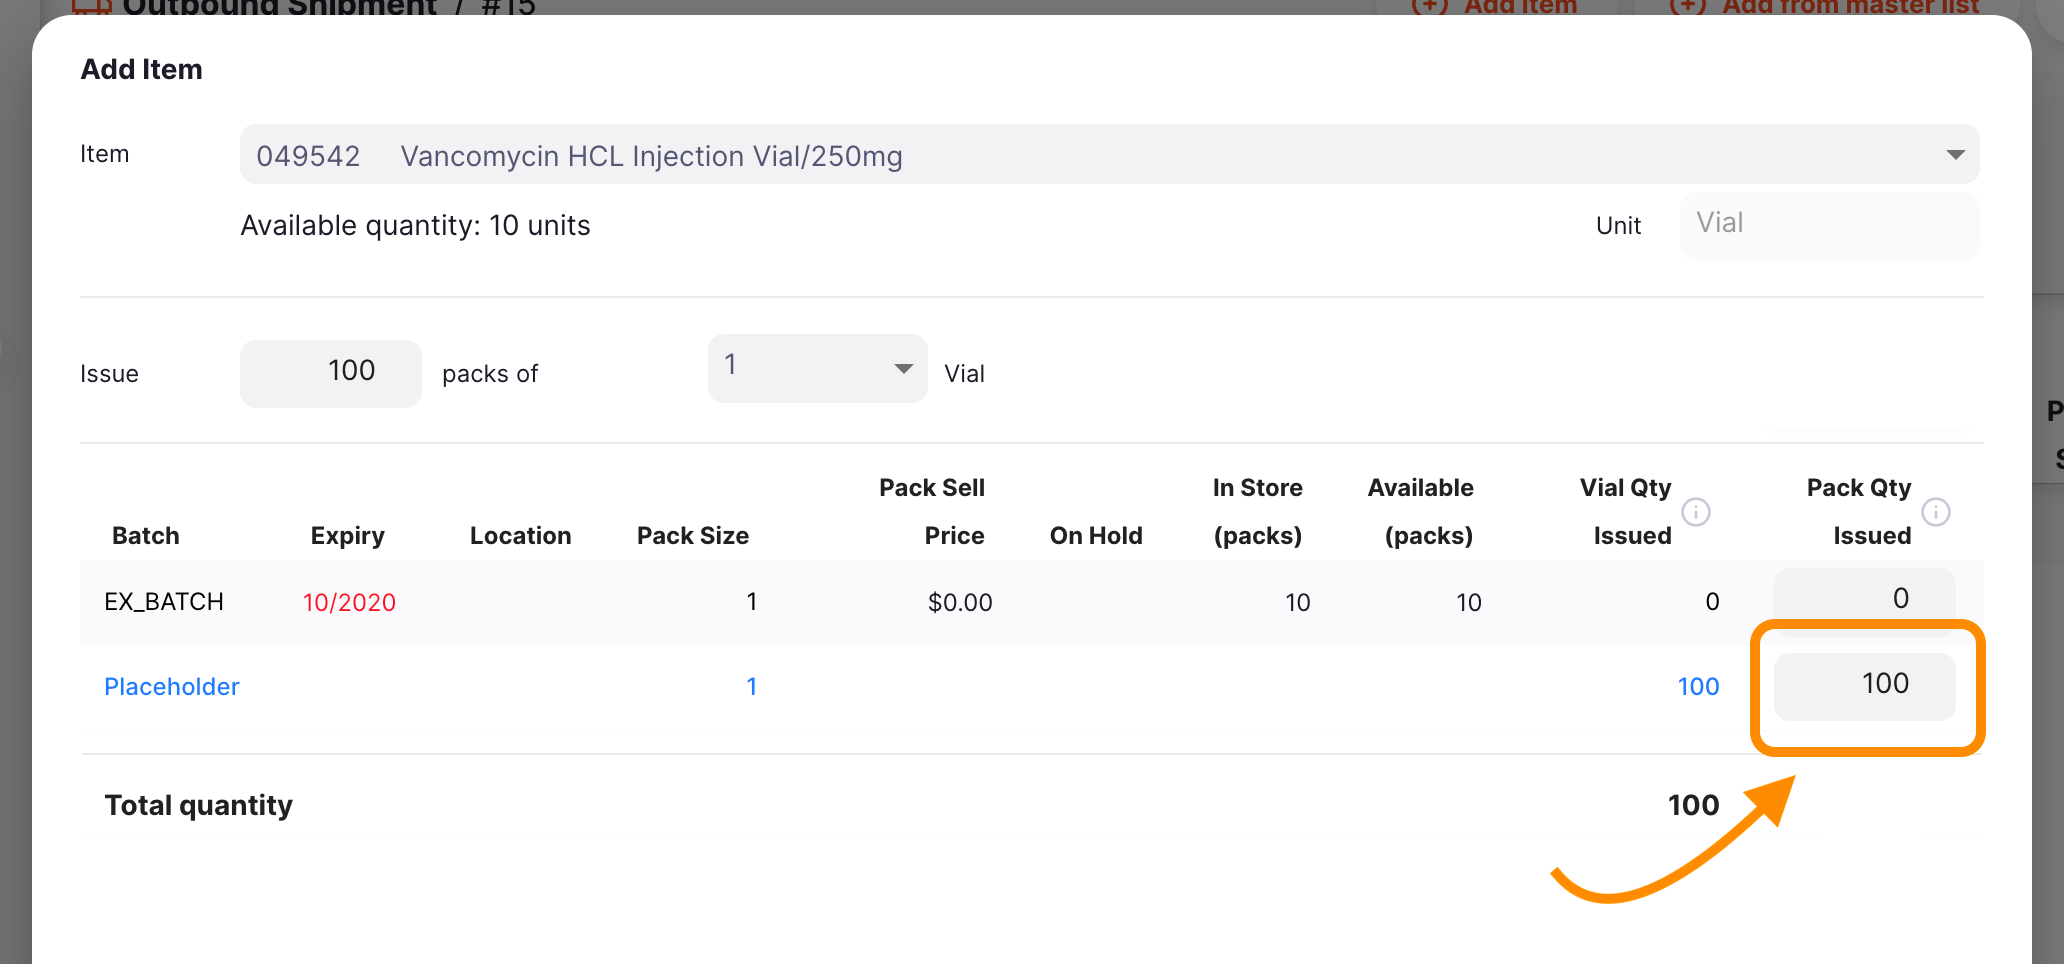 Outbound Shipment / #15
Add item
Add from master list
Add Item
Item
049542 Vancomycin HCL Injection Vial/250mg
Available quantity: 10 units
Unit Vial
Issue 100 packs of 1 Vial
P
S
Batch Expiry Location Pack Size Pack Sell Price On Hold In Store (packs) Available (packs) Vial Qty Issued Pack Qty Issued
EX_BATCH 10/2020 1 $0.00 10 10 0 0
Placeholder 1 100 100
Total quantity 100